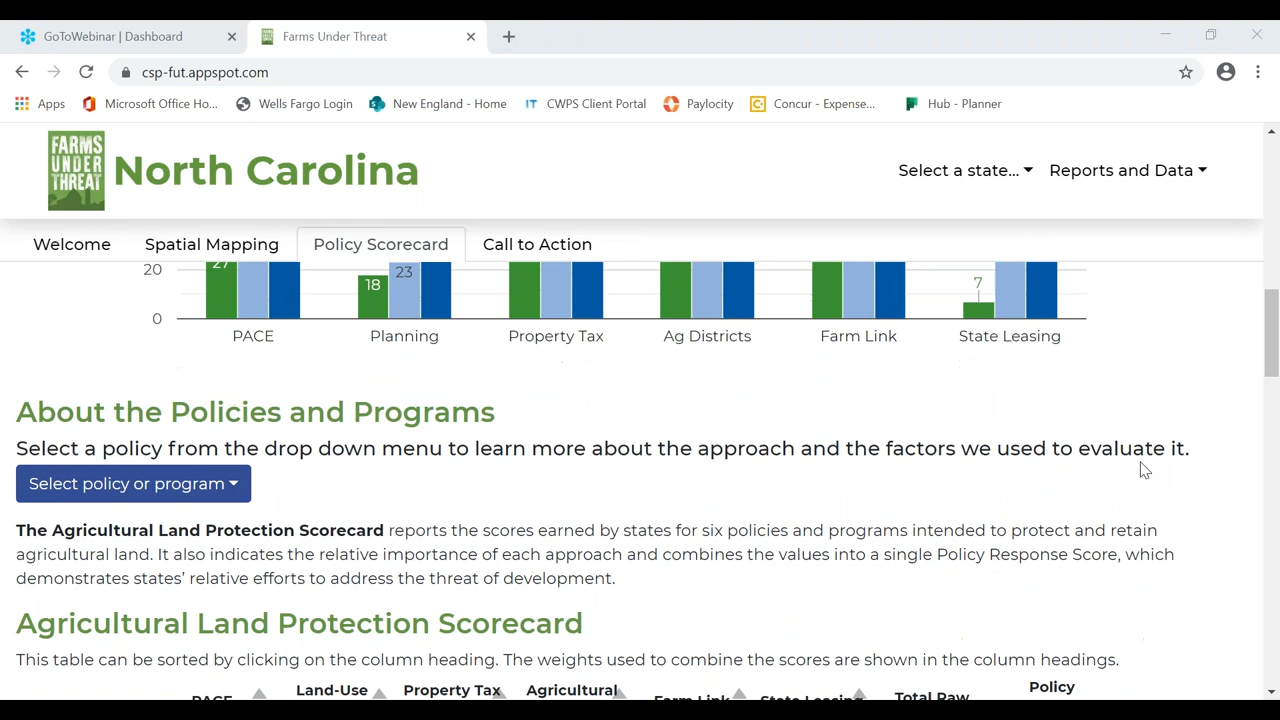 GoToWebinar | Dashboard
Farms Under Threat
csp-fut.appspot.com
Apps
Microsoft Office Ho...
Wells Fargo Login
New England - Home
IT CWPS Client Portal
Paylocity
Concur - Expense...
Hub - Planner
FARMS
UNDER
THREAT
North Carolina
Select a state...
Reports and Data
Welcome
Spatial Mapping
Policy Scorecard
Call to Action
20
27
18
23
7
0
PACE
Planning
Property Tax
Ag Districts
Farm Link
State Leasing
About the Policies and Programs
Select a policy from the drop down menu to learn more about the approach and the factors we used to evaluate it.
Select policy or program
The Agricultural Land Protection Scorecard reports the scores earned by states for six policies and programs intended to protect and retain
agricultural land. It also indicates the relative importance of each approach and combines the values into a single Policy Response Score, which
demonstrates states' relative efforts to address the threat of development.
Agricultural Land Protection Scorecard
This table can be sorted by clicking on the column heading. The weights used to combine the scores are shown in the column headings.
PACE
Land-Use
Property Tax
Agricultural
Farm Link
State Leasing
Total Raw
Policy